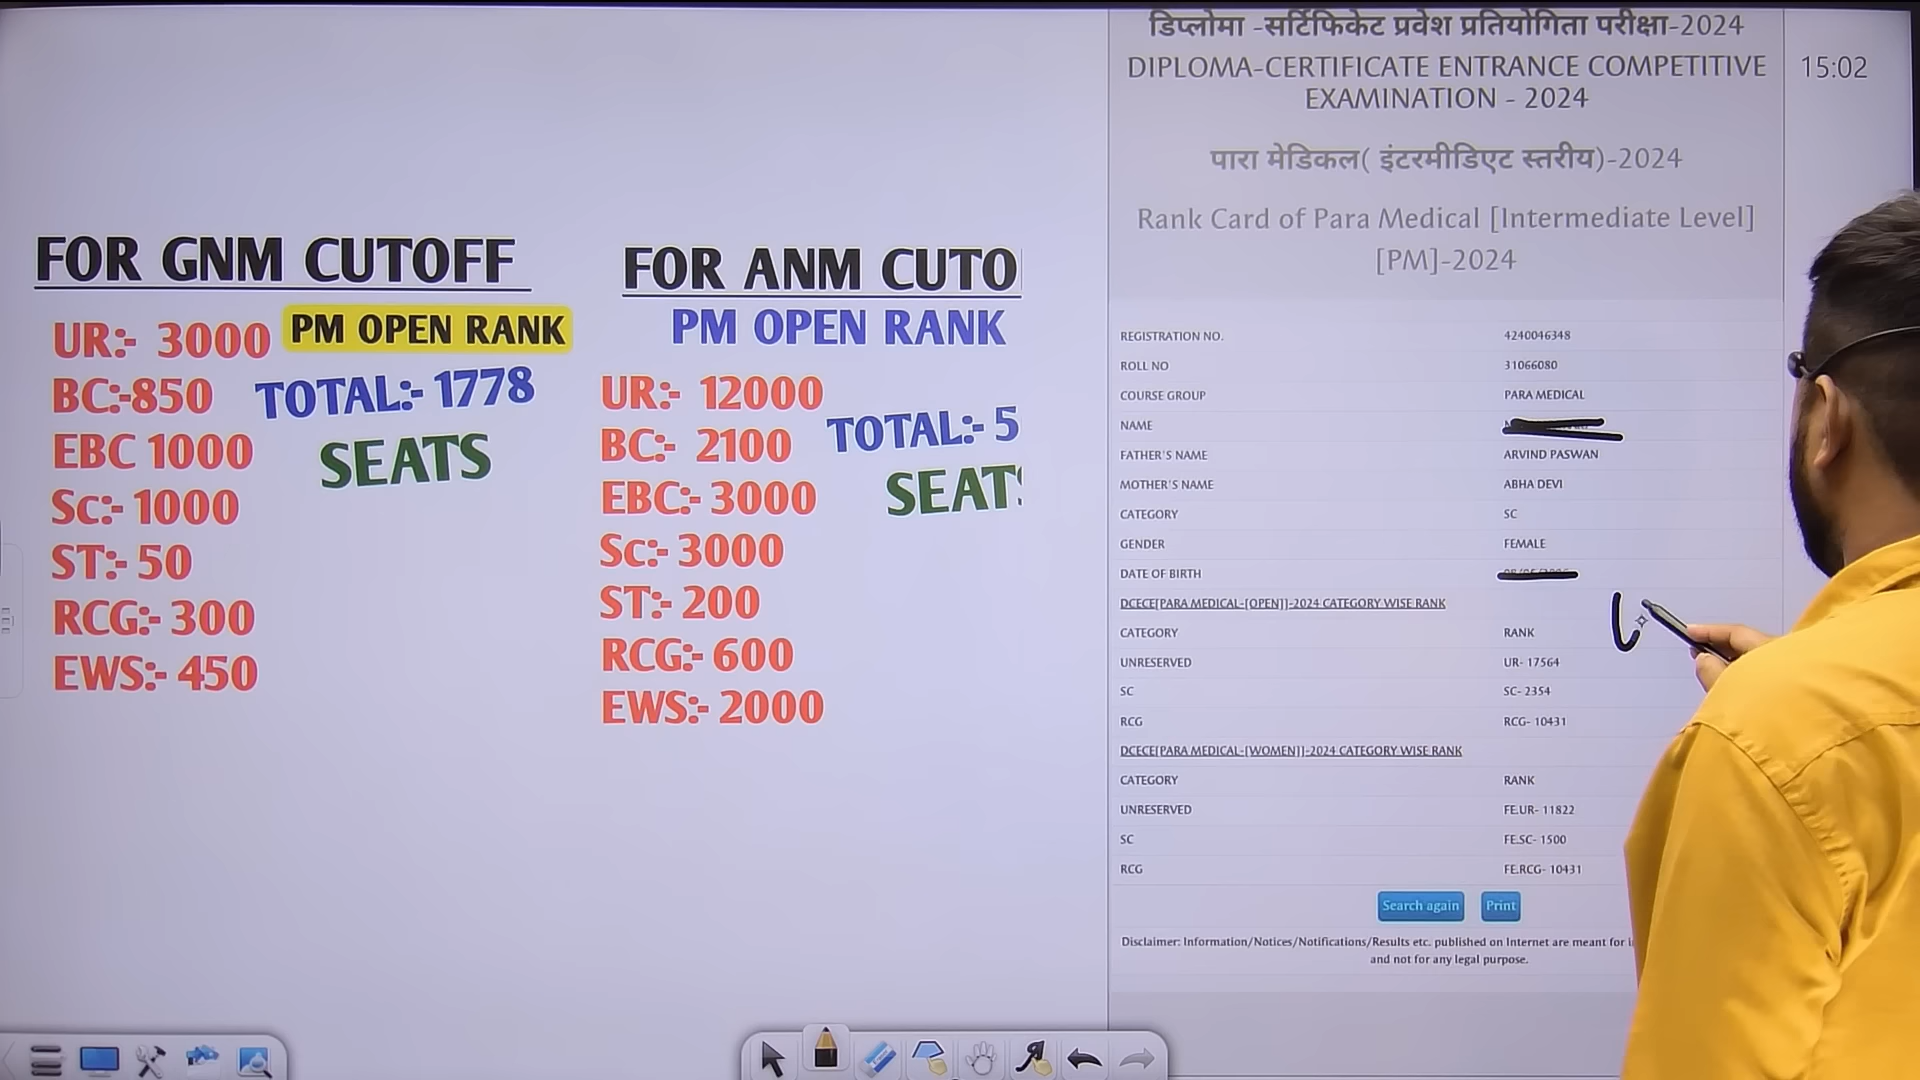 FOR GNM CUTOFF
UR:- 3000 PM OPEN RANK
BC:-850 TOTAL:- 1778
EBC 1000 SEATS
Sc:- 1000
ST:- 50
RCG:- 300
EWS:- 450
FOR ANM CUTO
PM OPEN RANK
UR:- 12000
BC:- 2100 TOTAL:- 5
EBC:- 3000 SEATS
Sc:- 3000
ST:- 200
RCG:- 600
EWS:- 2000
डिप्लोमा -सर्टिफिकेट प्रवेश प्रतियोगिता परीक्षा-2024
DIPLOMA-CERTIFICATE ENTRANCE COMPETITIVE
EXAMINATION - 2024
15:02
पारा मेडिकल( इंटरमीडिएट स्तरीय)-2024
Rank Card of Para Medical [Intermediate Level]
[PM]-2024
REGISTRATION NO. 4240046348
ROLL NO 31066080
COURSE GROUP PARA MEDICAL
NAME
FATHER'S NAME ARVIND PASWAN
MOTHER'S NAME ABHA DEVI
CATEGORY SC
GENDER FEMALE
DATE OF BIRTH
DCECE[PARA MEDICAL-[OPEN]]-2024 CATEGORY WISE RANK
CATEGORY RANK
UNRESERVED UR- 17564
SC SC- 2354
RCG RCG- 10431
DCECE[PARA MEDICAL-[WOMEN]]-2024 CATEGORY WISE RANK
CATEGORY RANK
UNRESERVED FE.UR- 11822
SC FE.SC- 1500
RCG FE.RCG- 10431
Search again Print
Disclaimer: Information/Notices/Notifications/Results etc. published on Internet are meant for
and not for any legal purpose.